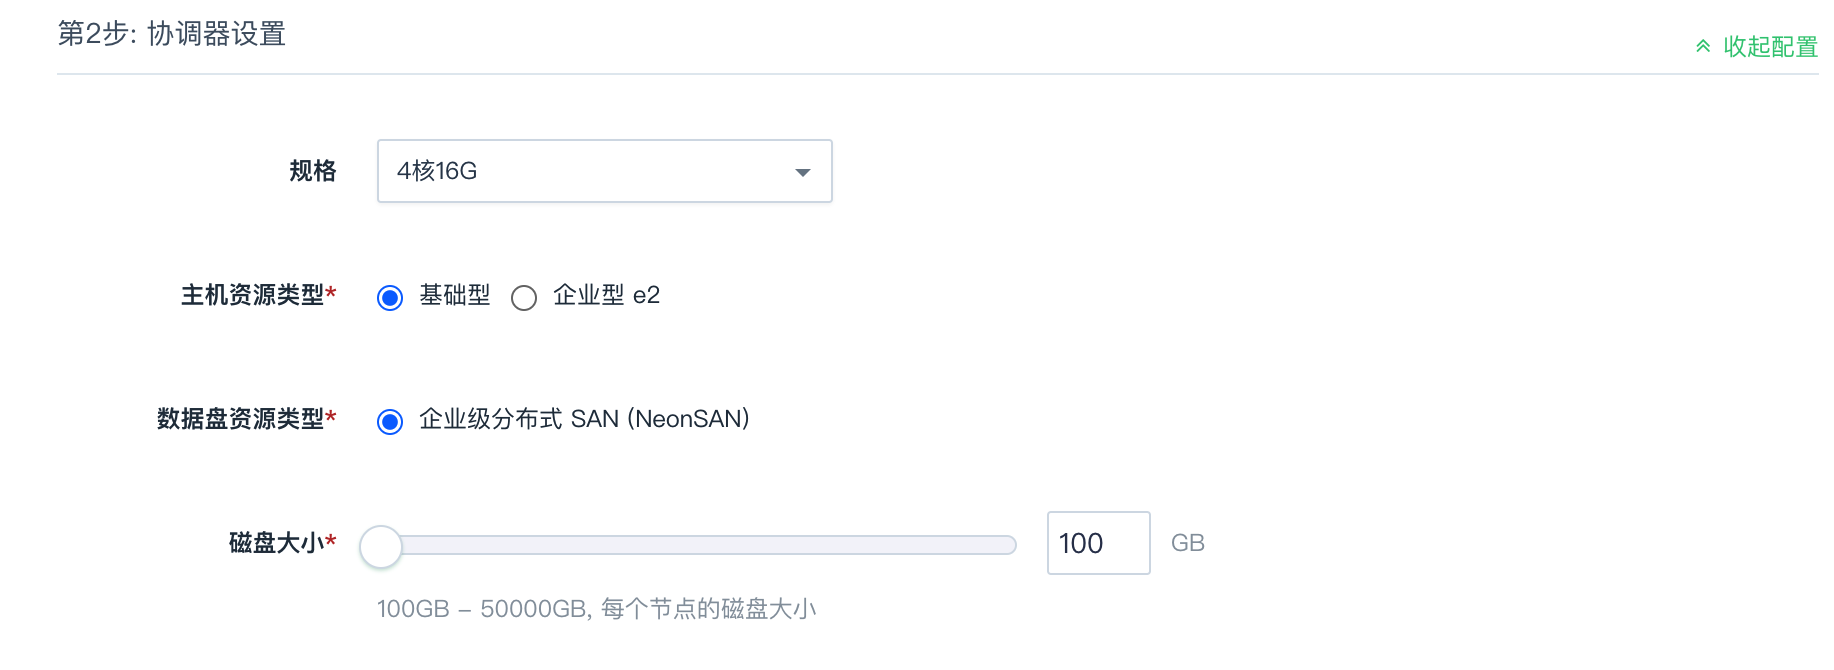 第2步: 协调器设置
收起配置
规格 4核16G
主机资源类型* 基础型 企业型 e2
数据盘资源类型* 企业级分布式 SAN (NeonSAN)
磁盘大小* 100 GB
100GB – 50000GB, 每个节点的磁盘大小